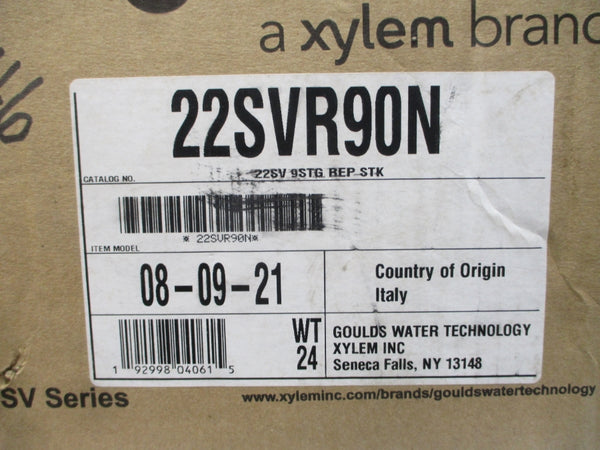 a xylem brand
22SVR90N
22SV 9STG REP STK
CATALOG NO.
* 22SVR90N*
ITEM MODEL
08-09-21
Country of Origin
Italy
WT
24
GOULDS WATER TECHNOLOGY
XYLEM INC
Seneca Falls, NY 13148
1 92998 04061 5
SV Series
www.xyleminc.com/brands/gouldswatertechnology